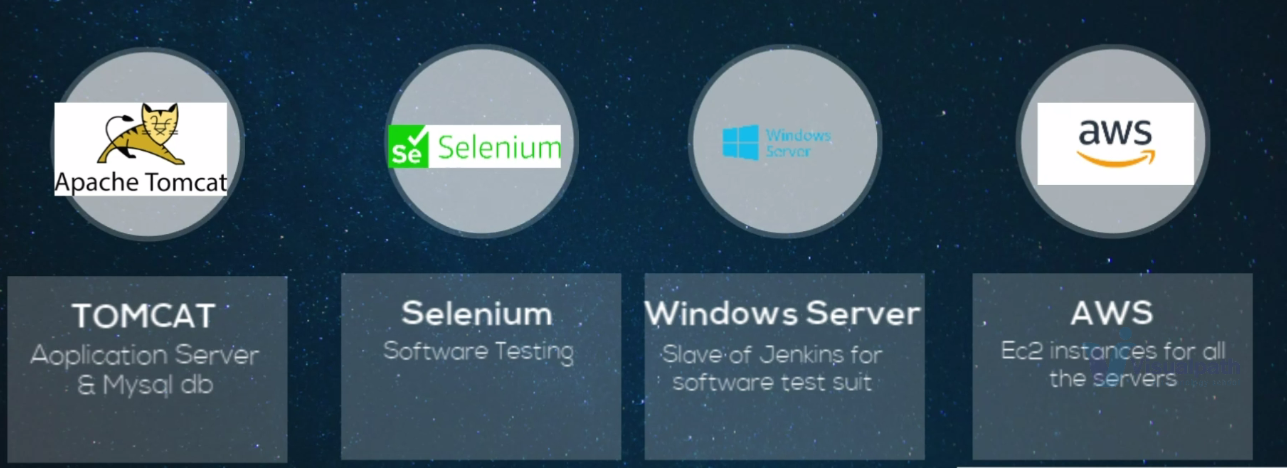 Apache Tomcat
Se Selenium
Windows
Server
aws
TOMCAT
Aoplication Server
& Mysql db
Selenium
Software Testing
Windows Server
Slave of Jenkins for
software test suit
AWS
Ec2 instances for all
the servers